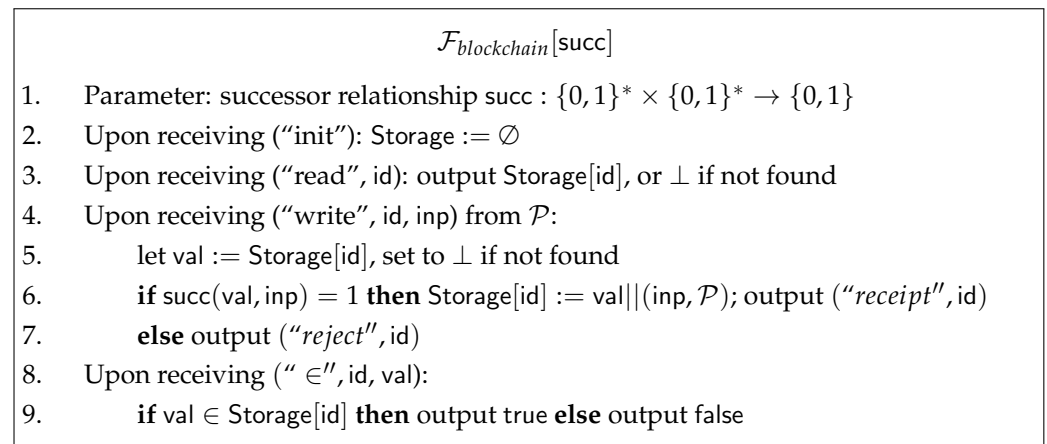 ℱ_blockchain[succ]
1. Parameter: successor relationship succ : {0, 1}* × {0, 1}* → {0, 1}
2. Upon receiving (“init”): Storage := ∅
3. Upon receiving (“read”, id): output Storage[id], or ⊥ if not found
4. Upon receiving (“write”, id, inp) from 𝒫:
5. let val := Storage[id], set to ⊥ if not found
6. if succ(val, inp) = 1 then Storage[id] := val||(inp, 𝒫); output (“receipt″, id)
7. else output (“reject″, id)
8. Upon receiving (“ ∈″, id, val):
9. if val ∈ Storage[id] then output true else output false